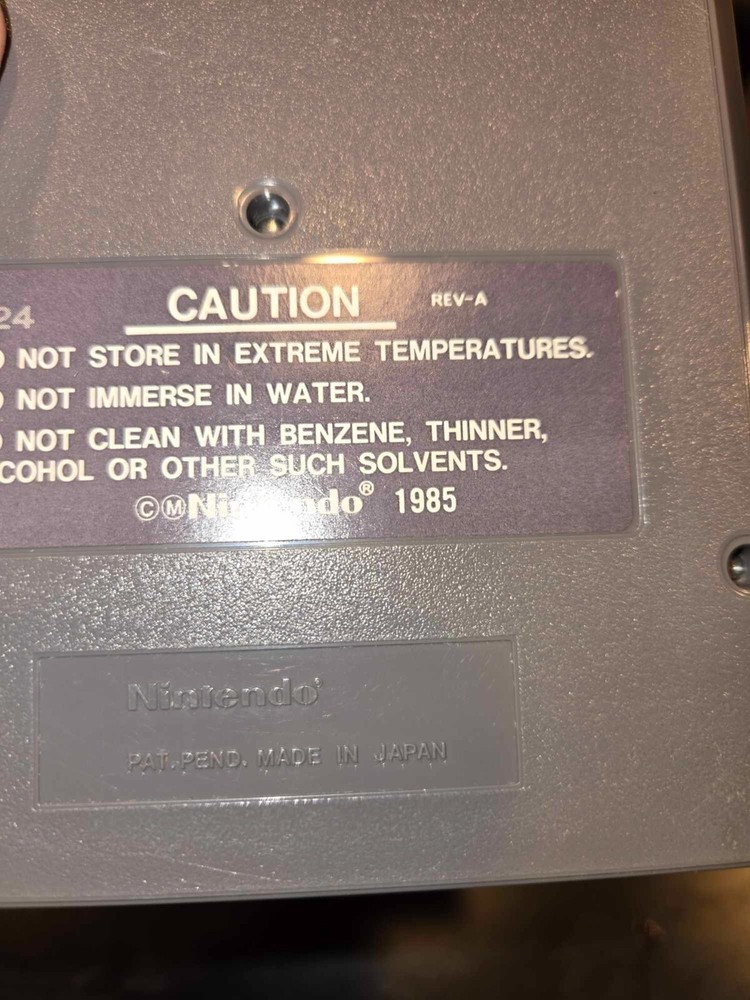 24
CAUTION REV-A
NOT STORE IN EXTREME TEMPERATURES.
NOT IMMERSE IN WATER.
NOT CLEAN WITH BENZENE, THINNER,
COHOL OR OTHER SUCH SOLVENTS.
©ⓂNintendo® 1985
Nintendo®
PAT. PEND. MADE IN JAPAN